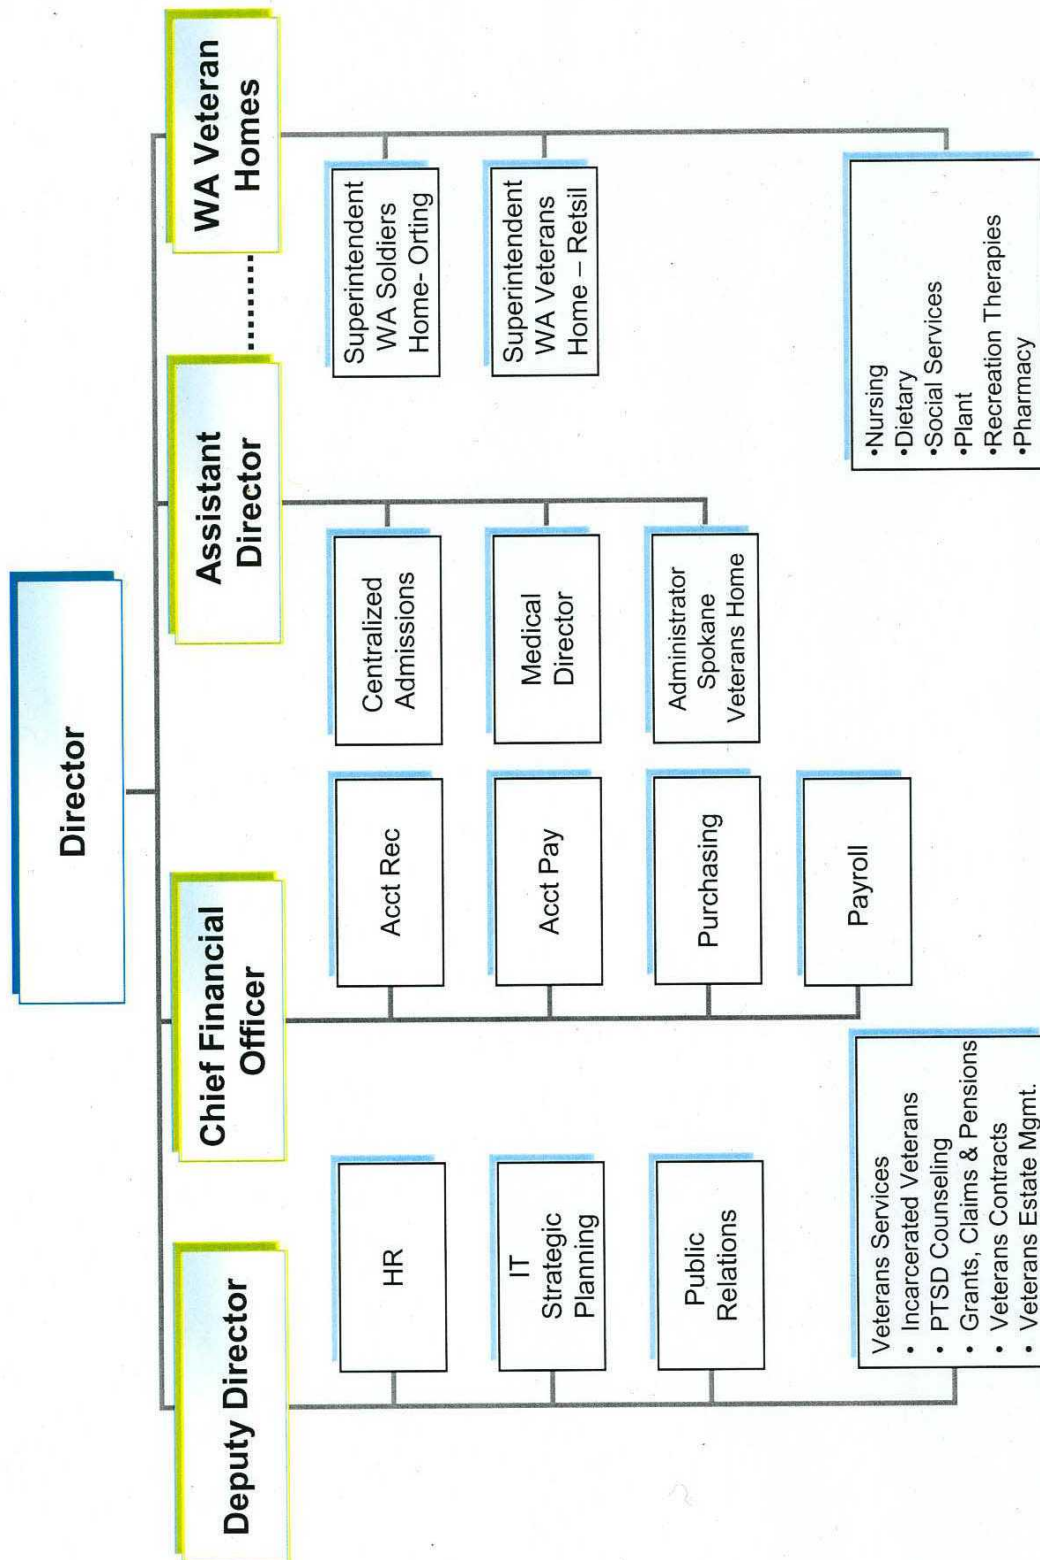 Director
Deputy Director
Chief Financial
Officer
Assistant
Director
WA Veteran
Homes
HR
IT
Strategic
Planning
Public
Relations
Veterans Services
• Incarcerated Veterans
• PTSD Counseling
• Grants, Claims & Pensions
• Veterans Contracts
• Veterans Estate Mgmt.
Acct Rec
Acct Pay
Purchasing
Payroll
Centralized
Admissions
Medical
Director
Administrator
Spokane
Veterans Home
Superintendent
WA Soldiers
Home- Orting
Superintendent
WA Veterans
Home – Retsil
•Nursing
•Dietary
•Social Services
•Plant
•Recreation Therapies
•Pharmacy